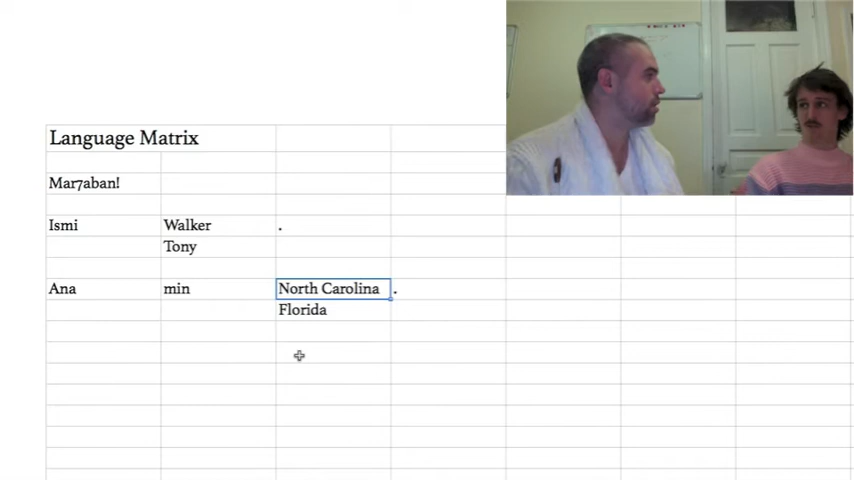 Language Matrix
Mar7aban!
Ismi Walker .
Tony
Ana min North Carolina .
Florida